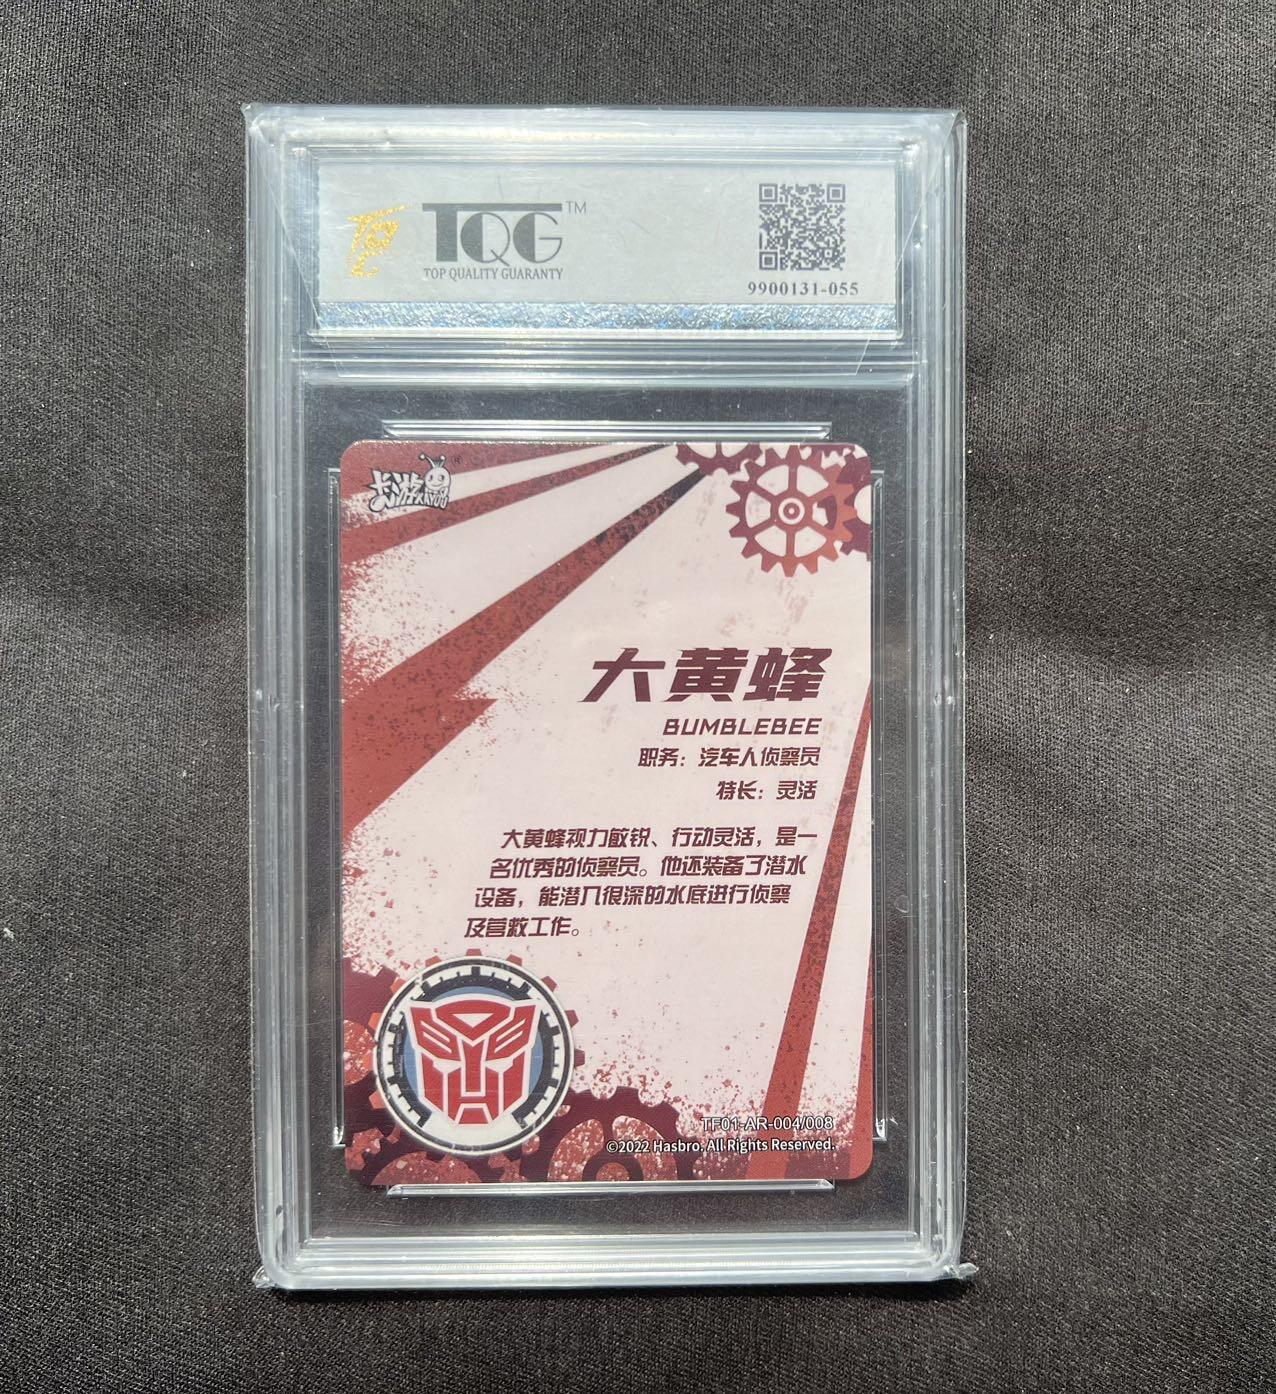 TQG™
TOP QUALITY GUARANTY
9900131-055
卡游 KAYOU ®
大黄蜂
BUMBLEBEE
职务：汽车人侦察员
特长：灵活
大黄蜂视力敏锐、行动灵活，是一
名优秀的侦察员。他还装备了潜水
设备，能潜入很深的水底进行侦察
及营救工作。
TF01-AR-004/008
©2022 Hasbro. All Rights Reserved.